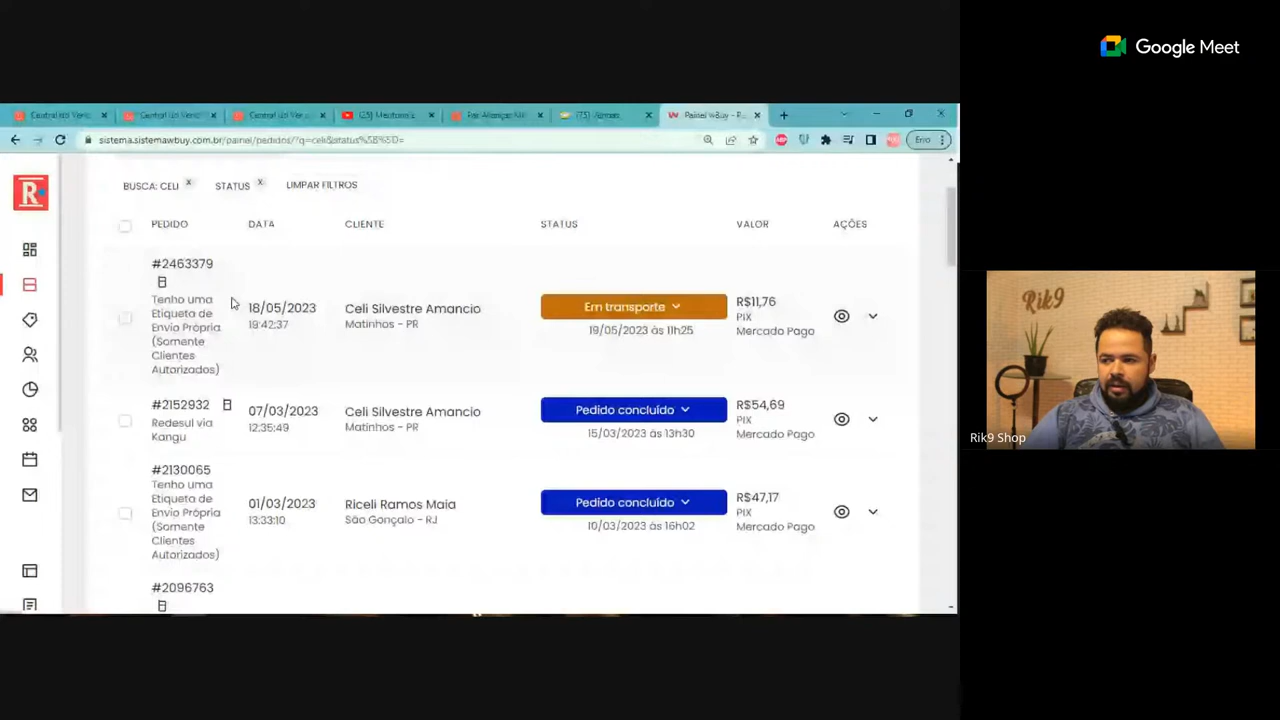 Google Meet
sistema.sistemawbuy.com.br/painel/pedidos/?q=celi&status%5B%5D=
Erro
R
BUSCA: CELI x STATUS x LIMPAR FILTROS
PEDIDO DATA CLIENTE STATUS VALOR AÇÕES
#2463379
Tenho uma
Etiqueta de
Envio Própria
(Somente
Clientes
Autorizados)
18/05/2023
19:42:37
Celi Silvestre Amancio
Matinhos - PR
Em transporte
19/05/2023 às 11h25
R$11,76
PIX
Mercado Pago
#2152932
Redesul via
Kangu
07/03/2023
12:35:49
Celi Silvestre Amancio
Matinhos - PR
Pedido concluído
15/03/2023 às 13h30
R$54,69
PIX
Mercado Pago
#2130065
Tenho uma
Etiqueta de
Envio Própria
(Somente
Clientes
Autorizados)
01/03/2023
13:33:10
Riceli Ramos Maia
São Gonçalo - RJ
Pedido concluído
10/03/2023 às 16h02
R$47,17
PIX
Mercado Pago
#2096763
Rik9
Rik9 Shop